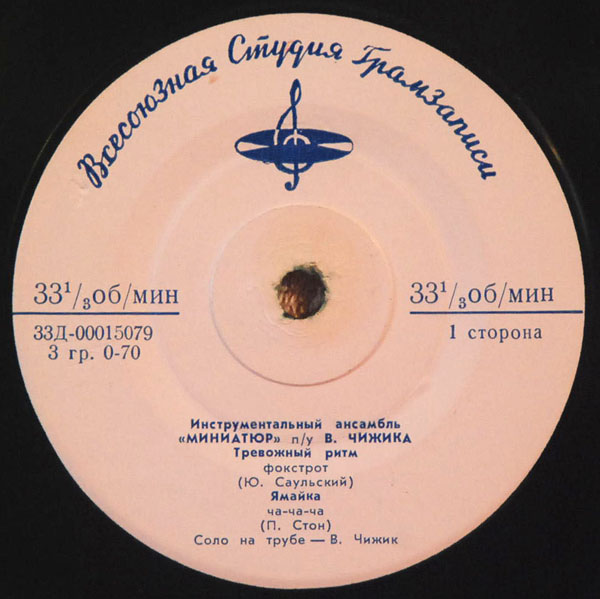 Всесоюзная Студия Грамзаписи
33¹/₃об/мин
33Д-00015079
3 гр. 0-70
33¹/₃об/мин
1 сторона
Инструментальный ансамбль
«МИНИАТЮР» п/у В. ЧИЖИКА
Тревожный ритм
фокстрот
(Ю. Саульский)
Ямайка
ча-ча-ча
(П. Стон)
Соло на трубе — В. Чижик